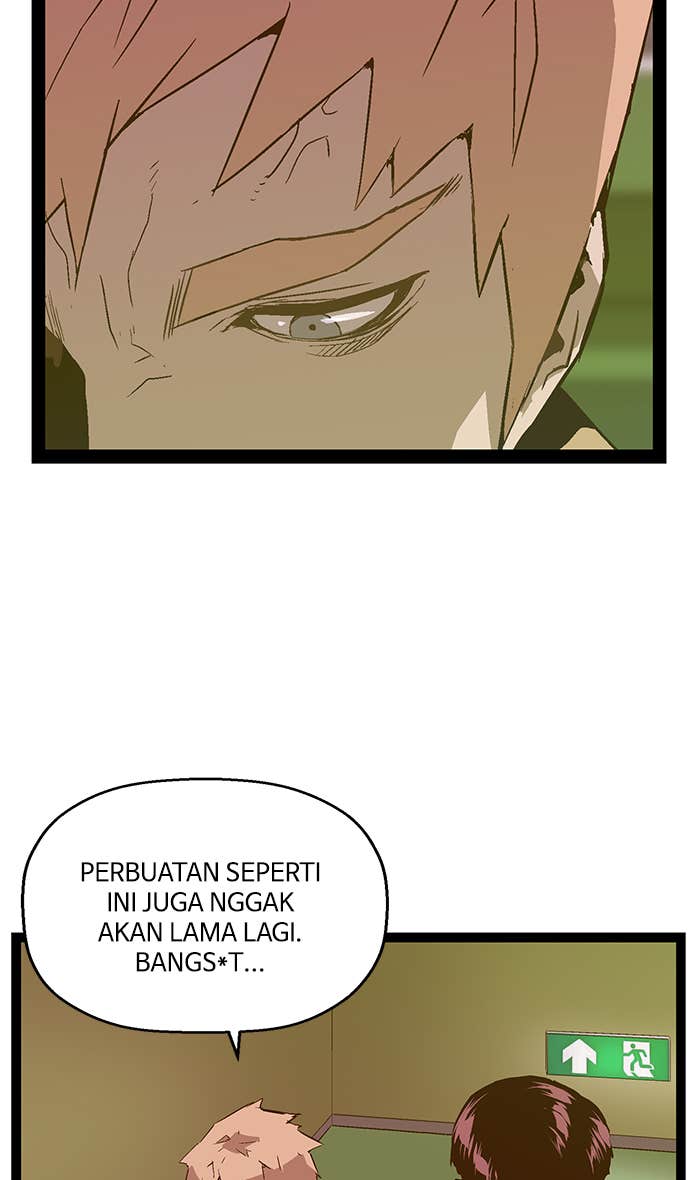 PERBUATAN SEPERTI
INI JUGA NGGAK
AKAN LAMA LAGI.
BANGS*T...